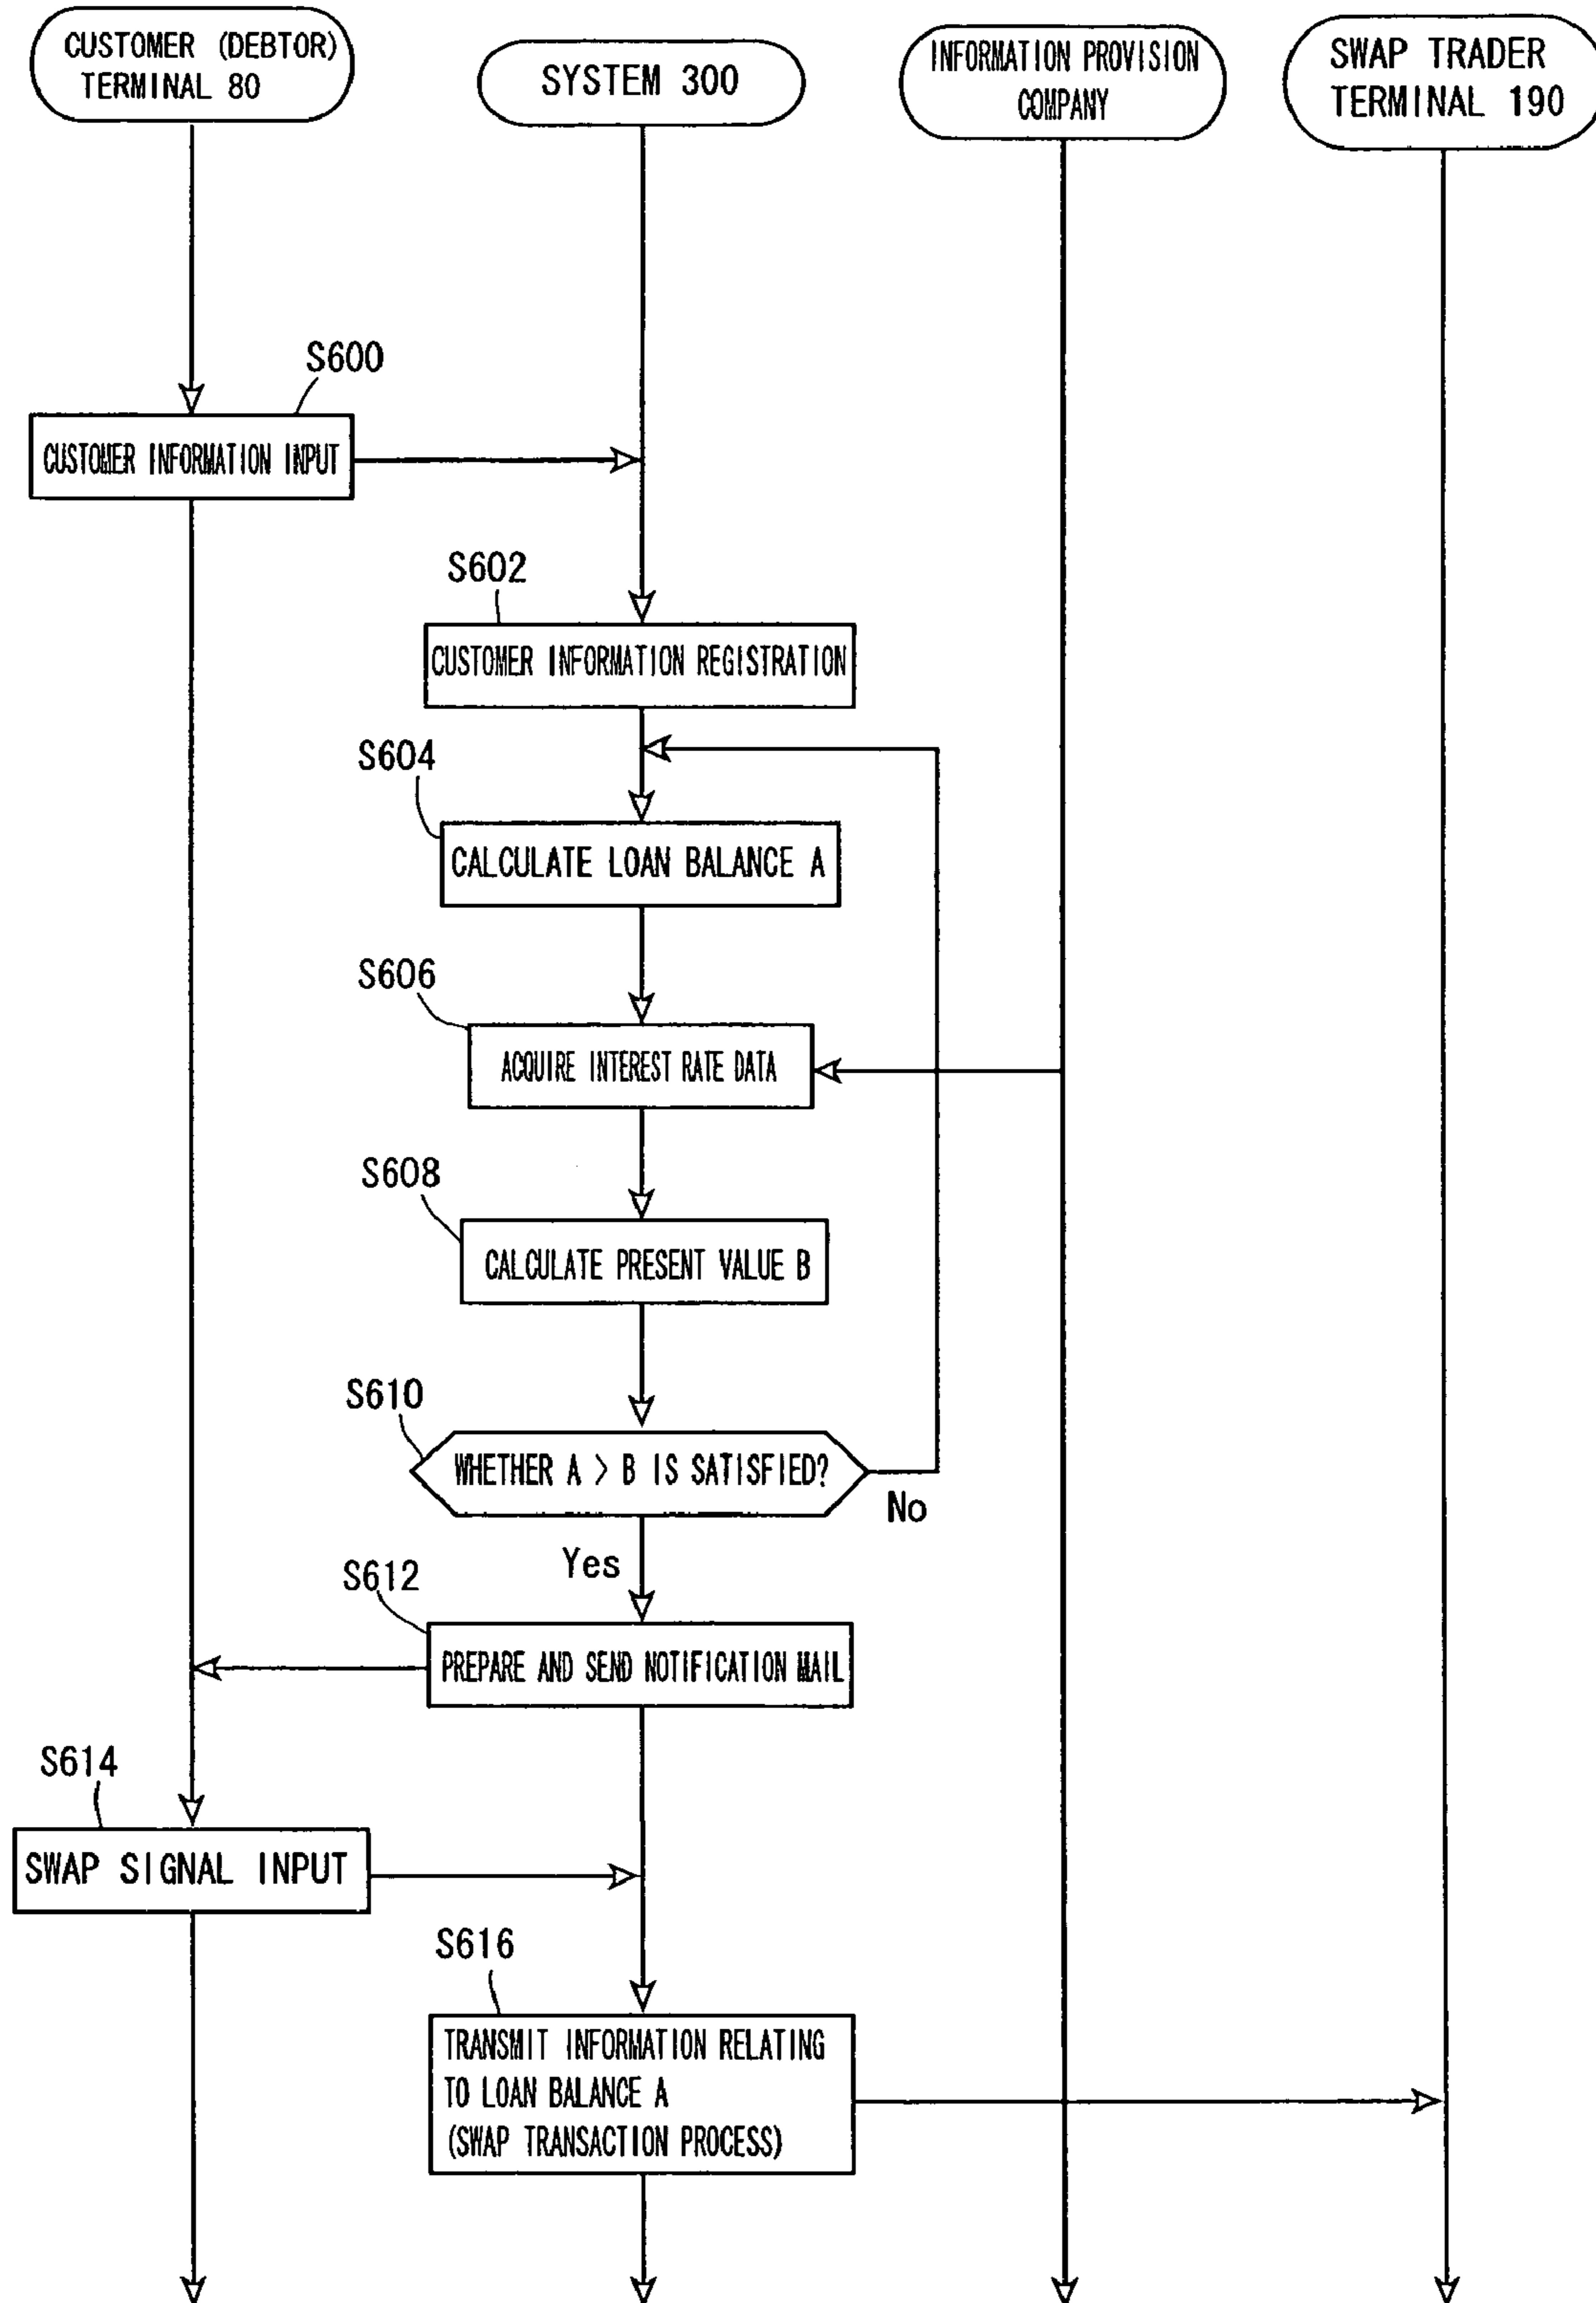 CUSTOMER (DEBTOR)
TERMINAL 80
SYSTEM 300
INFORMATION PROVISION
COMPANY
SWAP TRADER
TERMINAL 190
S600
CUSTOMER INFORMATION INPUT
S602
CUSTOMER INFORMATION REGISTRATION
S604
CALCULATE LOAN BALANCE A
S606
ACQUIRE INTEREST RATE DATA
S608
CALCULATE PRESENT VALUE B
S610
WHETHER A > B IS SATISFIED?
No
Yes
S612
PREPARE AND SEND NOTIFICATION MAIL
S614
SWAP SIGNAL INPUT
S616
TRANSMIT INFORMATION RELATING
TO LOAN BALANCE A
(SWAP TRANSACTION PROCESS)